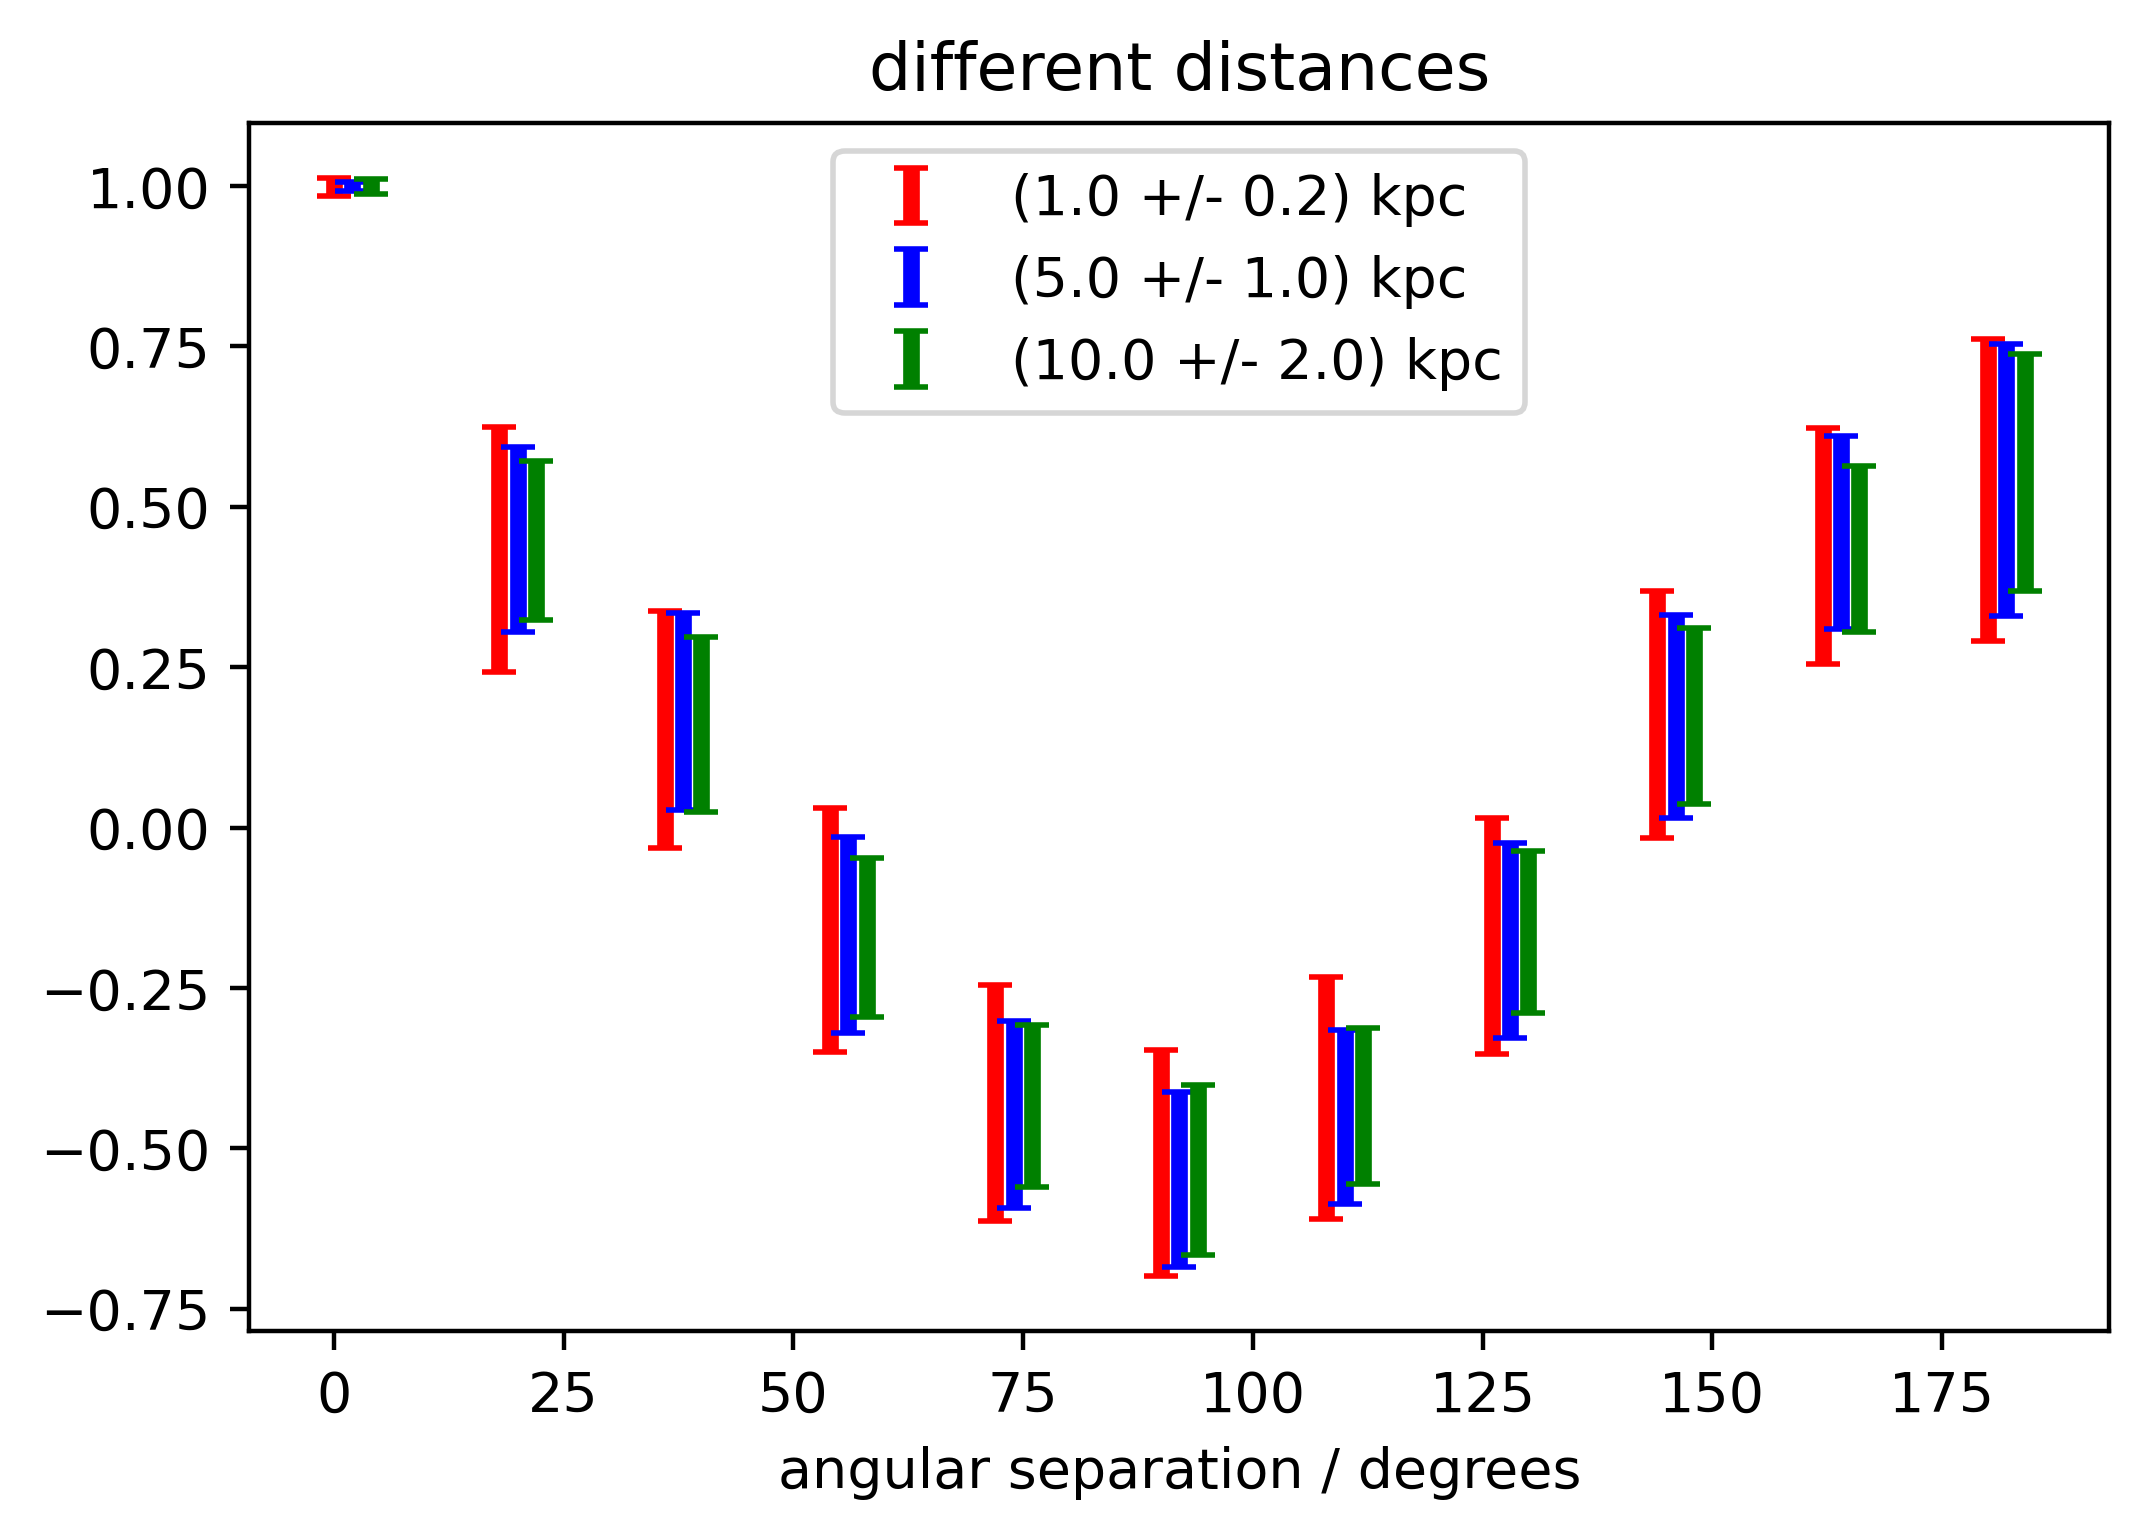 different distances
1.00
0.75
0.50
0.25
0.00
−0.25
−0.50
−0.75
(1.0 +/- 0.2) kpc
(5.0 +/- 1.0) kpc
(10.0 +/- 2.0) kpc
0 25 50 75 100 125 150 175
angular separation / degrees